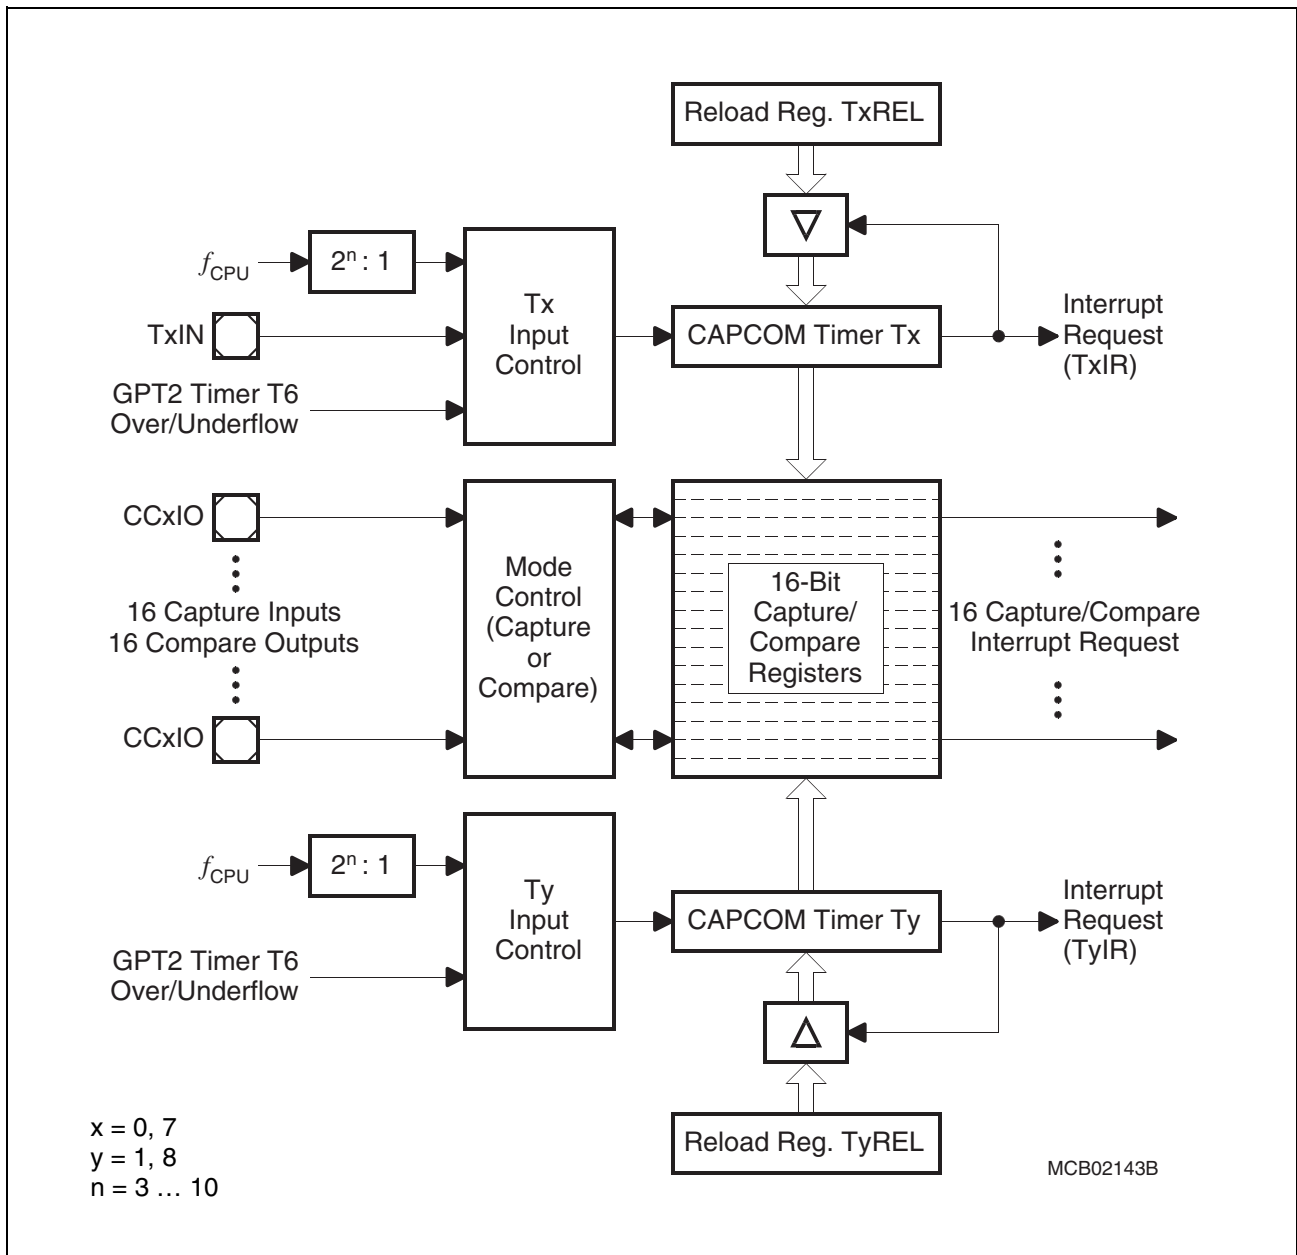 Reload Reg. TxREL
fCPU
2ⁿ : 1
TxIN
GPT2 Timer T6
Over/Underflow
Tx
Input
Control
CAPCOM Timer Tx
Interrupt
Request
(TxIR)
CCxIO
16 Capture Inputs
16 Compare Outputs
CCxIO
Mode
Control
(Capture
or
Compare)
16-Bit
Capture/
Compare
Registers
16 Capture/Compare
Interrupt Request
fCPU
2ⁿ : 1
GPT2 Timer T6
Over/Underflow
Ty
Input
Control
CAPCOM Timer Ty
Interrupt
Request
(TyIR)
Reload Reg. TyREL
x = 0, 7
y = 1, 8
n = 3 … 10
MCB02143B